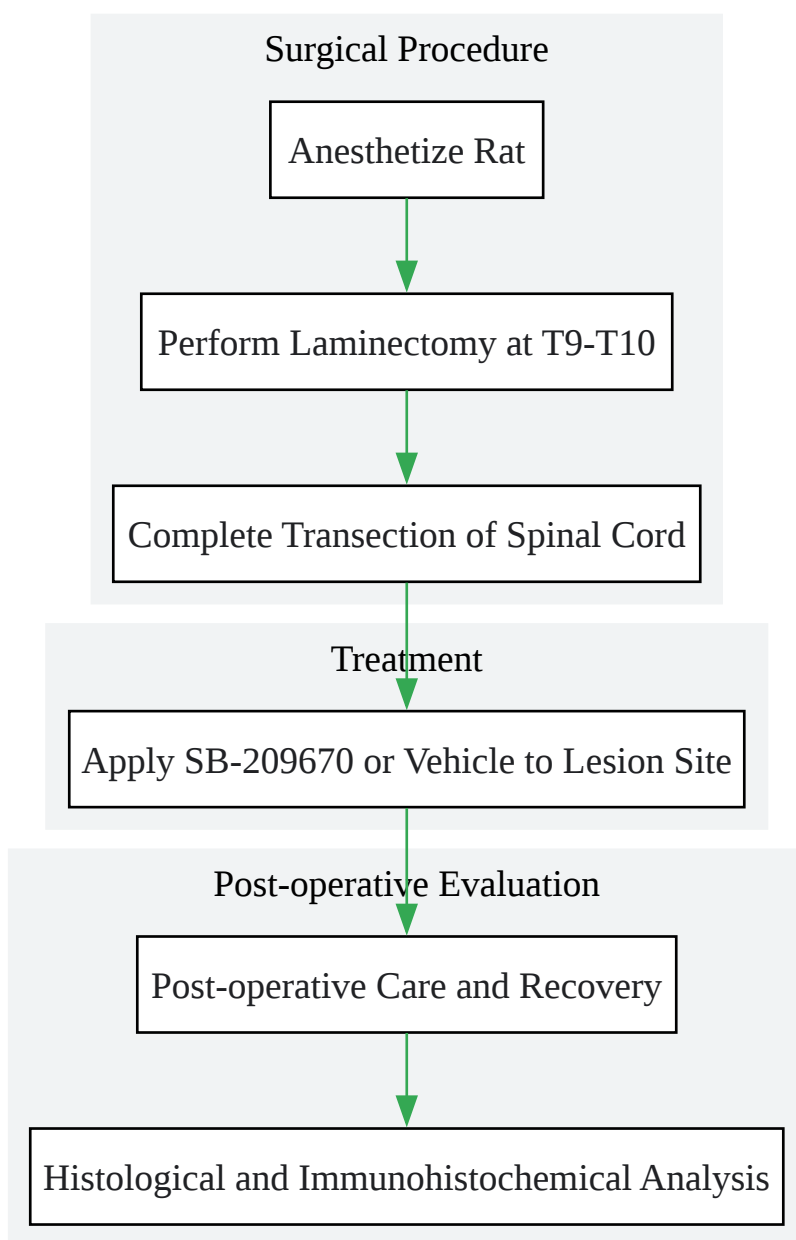 Surgical Procedure
Anesthetize Rat
Perform Laminectomy at T9-T10
Complete Transection of Spinal Cord
Treatment
Apply SB-209670 or Vehicle to Lesion Site
Post-operative Evaluation
Post-operative Care and Recovery
Histological and Immunohistochemical Analysis